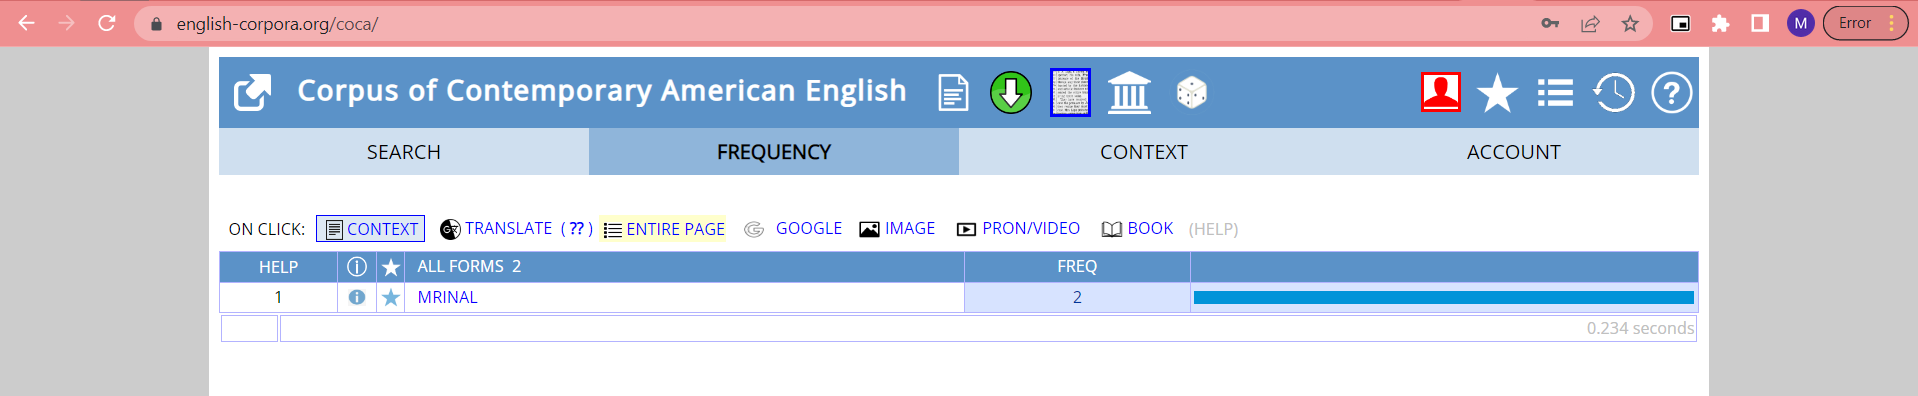 english-corpora.org/coca/
M
Error
Corpus of Contemporary American English
?
SEARCH FREQUENCY CONTEXT ACCOUNT
ON CLICK: CONTEXT TRANSLATE ( ?? ) ENTIRE PAGE G GOOGLE IMAGE PRON/VIDEO BOOK (HELP)
HELP i ★ ALL FORMS 2 FREQ
1 i ★ MRINAL 2
0.234 seconds